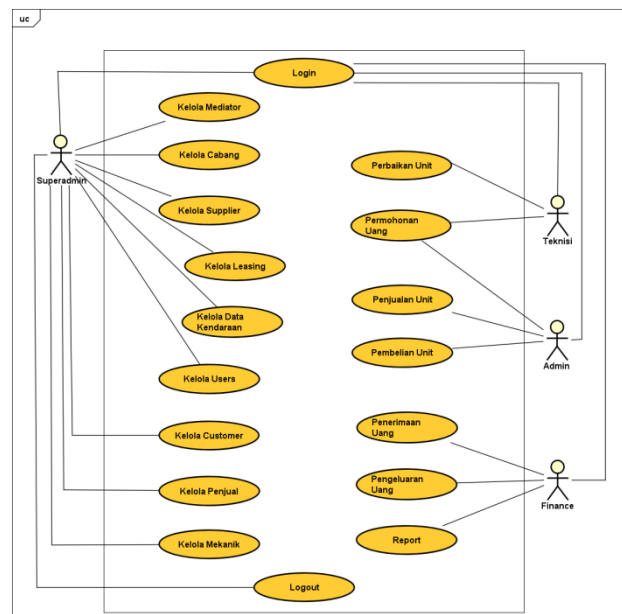 uc
Login
Kelola Mediator
Kelola Cabang
Superadmin
Kelola Supplier
Kelola Leasing
Kelola Data
Kendaraan
Kelola Users
Kelola Customer
Kelola Penjual
Kelola Mekanik
Logout
Perbaikan Unit
Permohonan
Uang
Teknisi
Penjualan Unit
Pembelian Unit
Admin
Penerimaan
Uang
Pengeluaran
Uang
Finance
Report